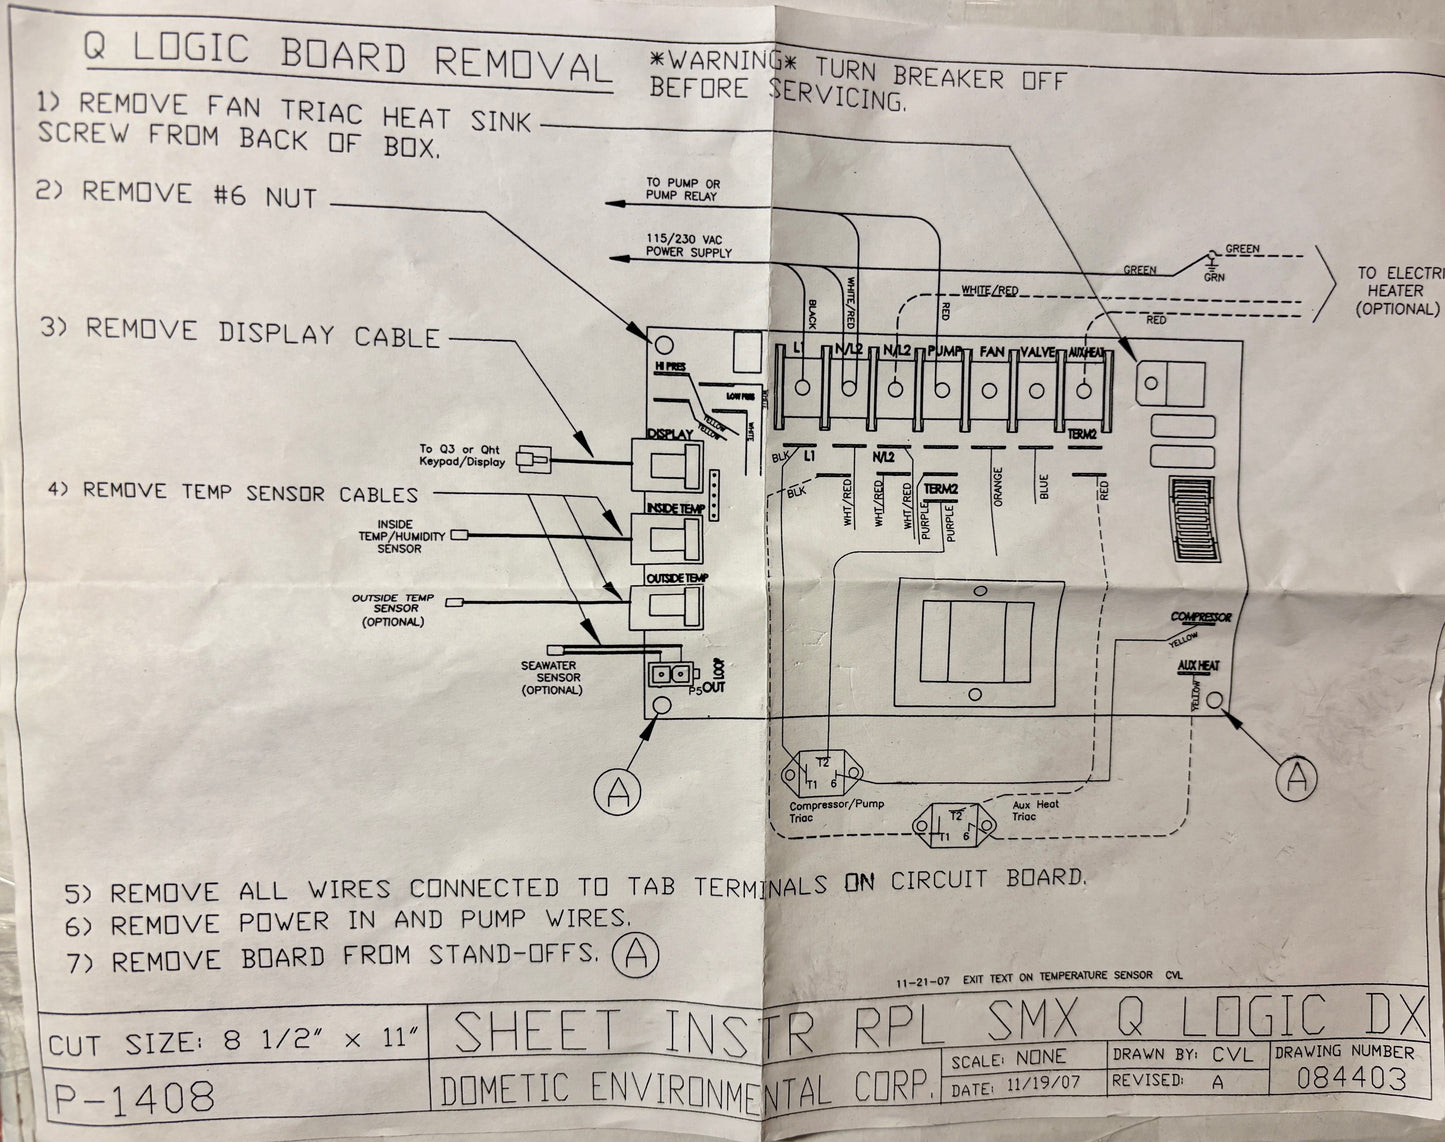 Q LOGIC BOARD REMOVAL
*WARNING* TURN BREAKER OFF
BEFORE SERVICING.
1) REMOVE FAN TRIAC HEAT SINK
SCREW FROM BACK OF BOX.
2) REMOVE #6 NUT
TO PUMP OR
PUMP RELAY
115/230 VAC
POWER SUPPLY
GREEN
GREEN
GRN
WHITE/RED
RED
TO ELECTRI
HEATER
(OPTIONAL)
BLACK
WHITE/RED
RED
3) REMOVE DISPLAY CABLE
L1
N/L2
N/L2
PUMP
FAN
VALVE
AUXHEAT
HI PRES
LOW PRES
WHITE
YELLOW
YELLOW
WHITE
DISPLAY
TERM2
To Q3 or Qht
Keypad/Display
BLK
L1
N/L2
BLK
WHT/RED
WHT/RED
WHT/RED
TERM2
PURPLE
PURPLE
ORANGE
BLUE
RED
4) REMOVE TEMP SENSOR CABLES
INSIDE TEMP
INSIDE
TEMP/HUMIDITY
SENSOR
OUTSIDE TEMP
OUTSIDE TEMP
SENSOR
(OPTIONAL)
COMPRESSOR
YELLOW
SEAWATER
SENSOR
(OPTIONAL)
LOOP
P5
OUT
AUX HEAT
YELLOW
A
A
T2
T1
6
Compressor/Pump
Triac
T2
T1
6
Aux Heat
Triac
5) REMOVE ALL WIRES CONNECTED TO TAB TERMINALS ON CIRCUIT BOARD.
6) REMOVE POWER IN AND PUMP WIRES.
7) REMOVE BOARD FROM STAND-OFFS. A
11-21-07 EXIT TEXT ON TEMPERATURE SENSOR CVL
CUT SIZE: 8 1/2" x 11"
SHEET INSTR RPL SMX Q LOGIC DX
P-1408
DOMETIC ENVIRONMENTAL CORP.
SCALE: NONE
DATE: 11/19/07
DRAWN BY: CVL
REVISED: A
DRAWING NUMBER
084403